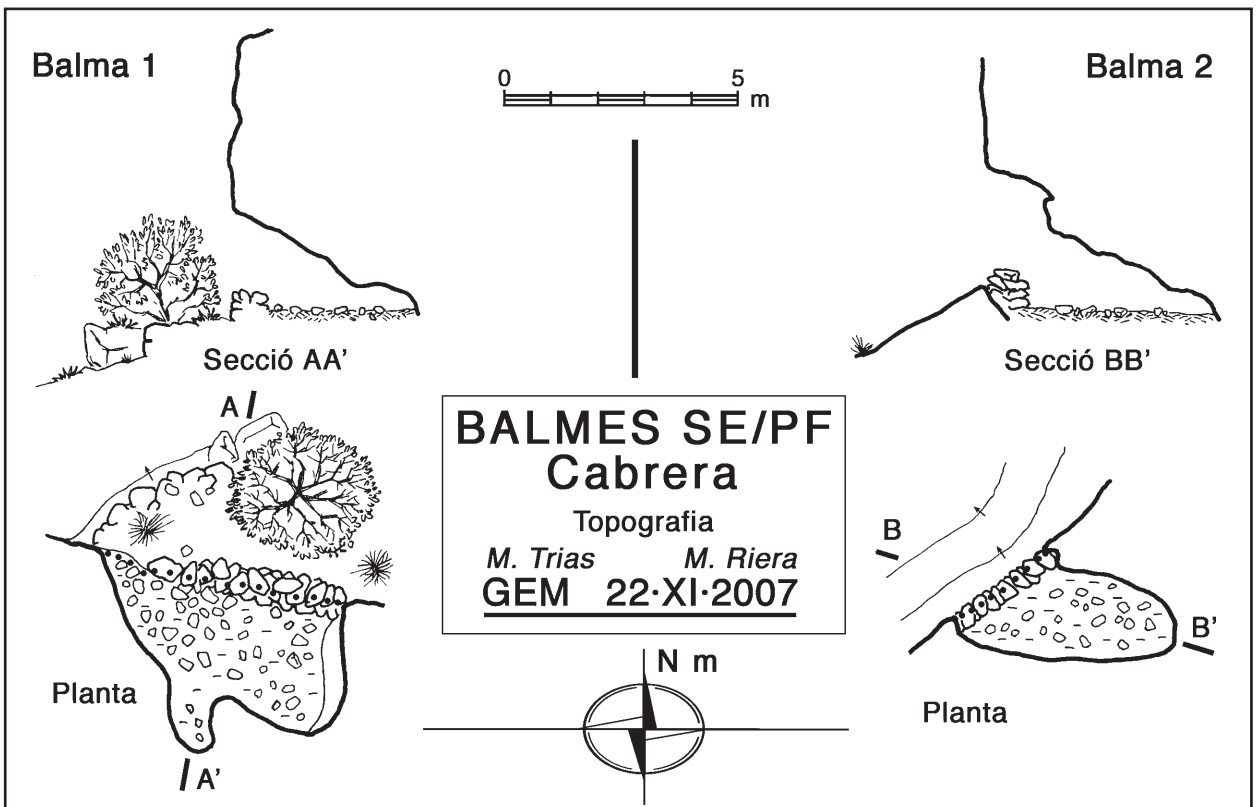 Balma 1
0 5 m
Balma 2
Secció AA'
Secció BB'
A
BALMES SE/PF
Cabrera
Topografia
M. Trias M. Riera
GEM 22·XI·2007
B
B'
N m
Planta
Planta
A'